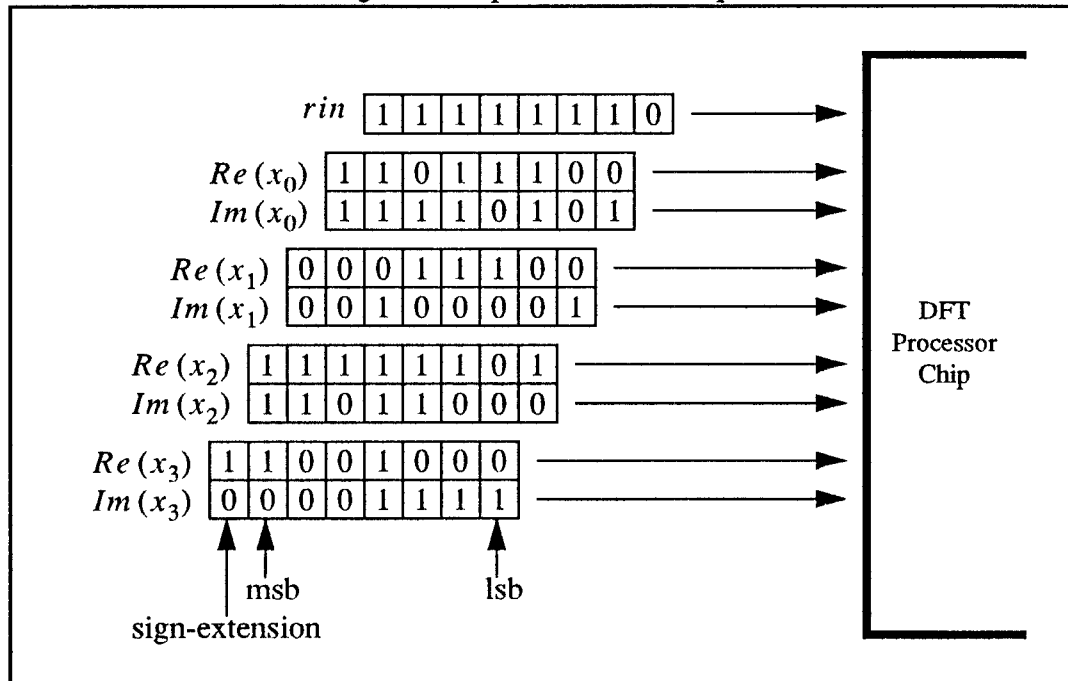 rin 1 1 1 1 1 1 1 0
Re(x0) 1 1 0 1 1 1 0 0
Im(x0) 1 1 1 1 0 1 0 1
Re(x1) 0 0 0 1 1 1 0 0
Im(x1) 0 0 1 0 0 0 0 1
Re(x2) 1 1 1 1 1 1 0 1
Im(x2) 1 1 0 1 1 0 0 0
Re(x3) 1 1 0 0 1 0 0 0
Im(x3) 0 0 0 0 1 1 1 1
DFT
Processor
Chip
msb lsb
sign-extension